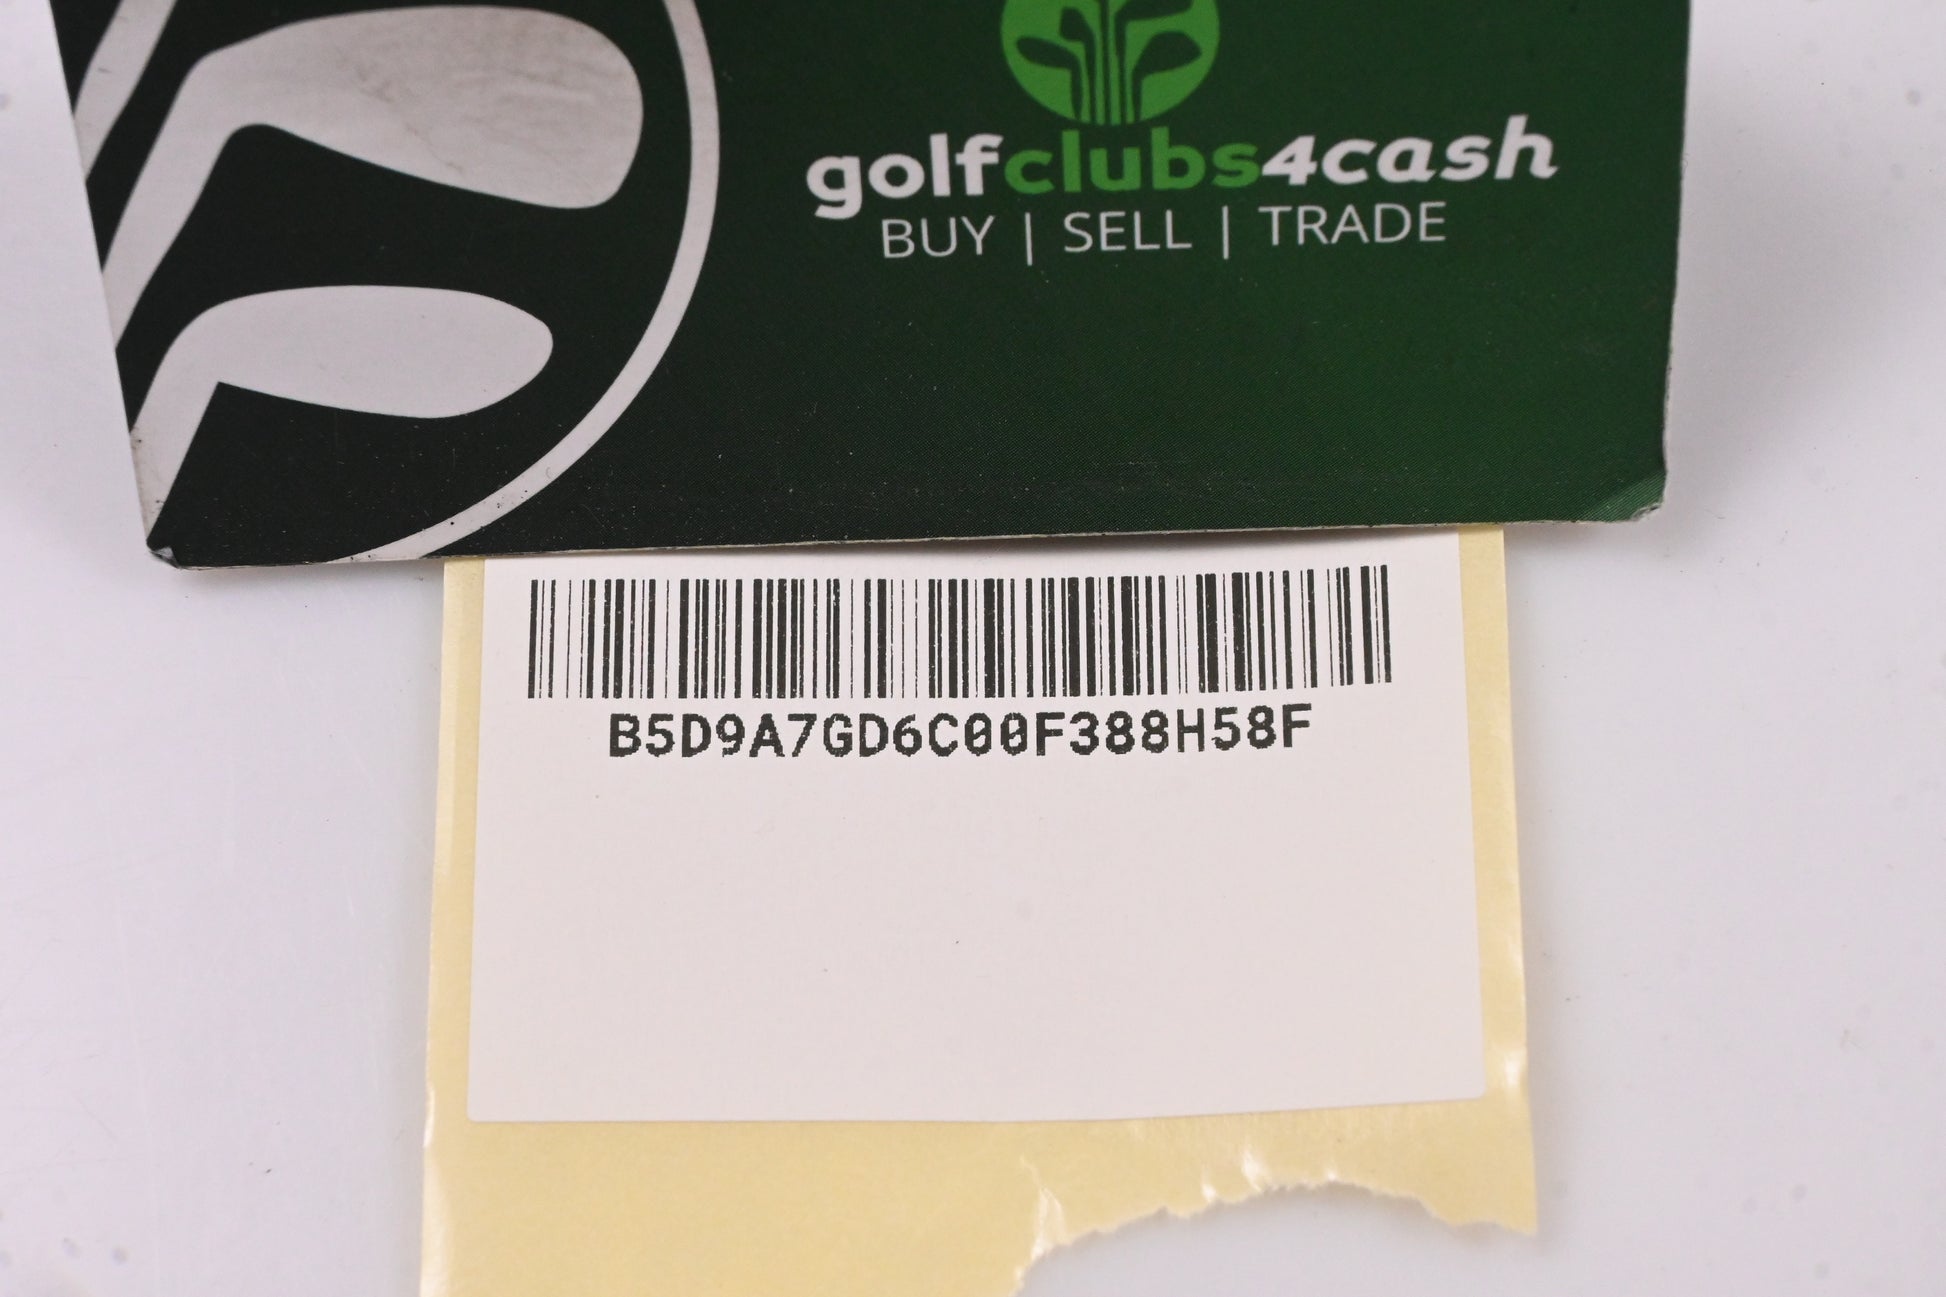 golfclubs4cash
BUY | SELL | TRADE
B5D9A7GD6C00F388H58F